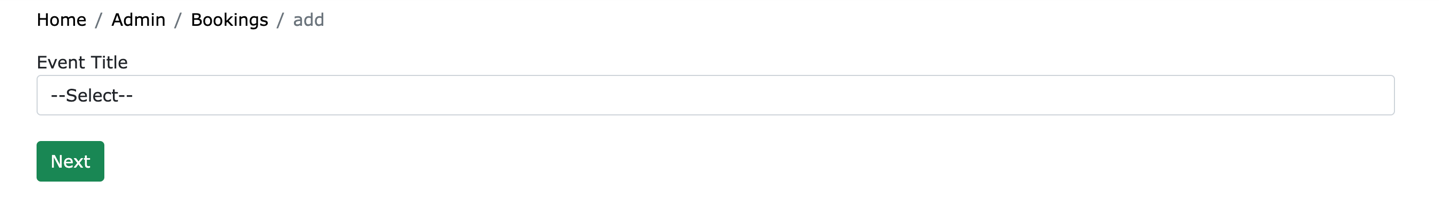 Home / Admin / Bookings / add
Event Title
--Select--
Next